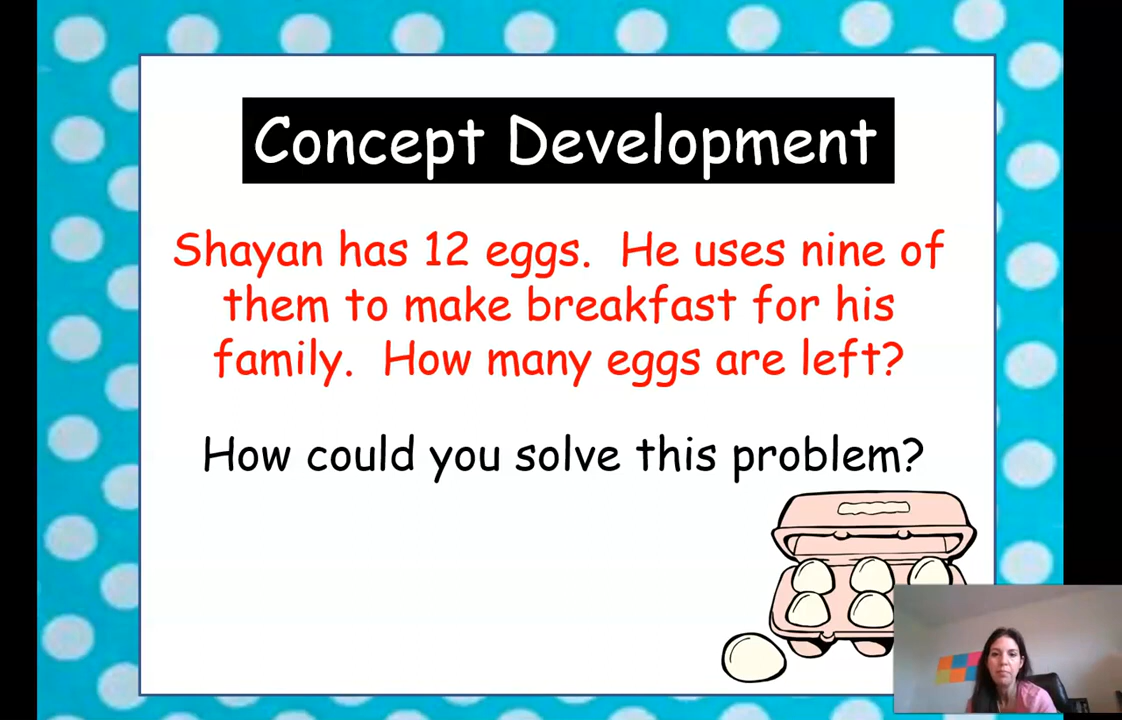 Concept Development
Shayan has 12 eggs. He uses nine of
them to make breakfast for his
family. How many eggs are left?
How could you solve this problem?